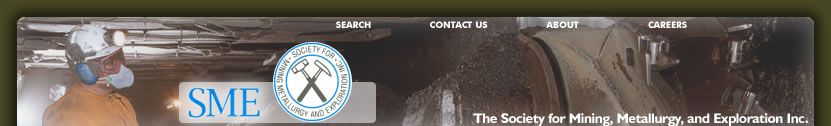 SEARCH CONTACT US ABOUT CAREERS
SME
SOCIETY FOR MINING, METALLURGY AND EXPLORATION INC.
The Society for Mining, Metallurgy, and Exploration Inc.